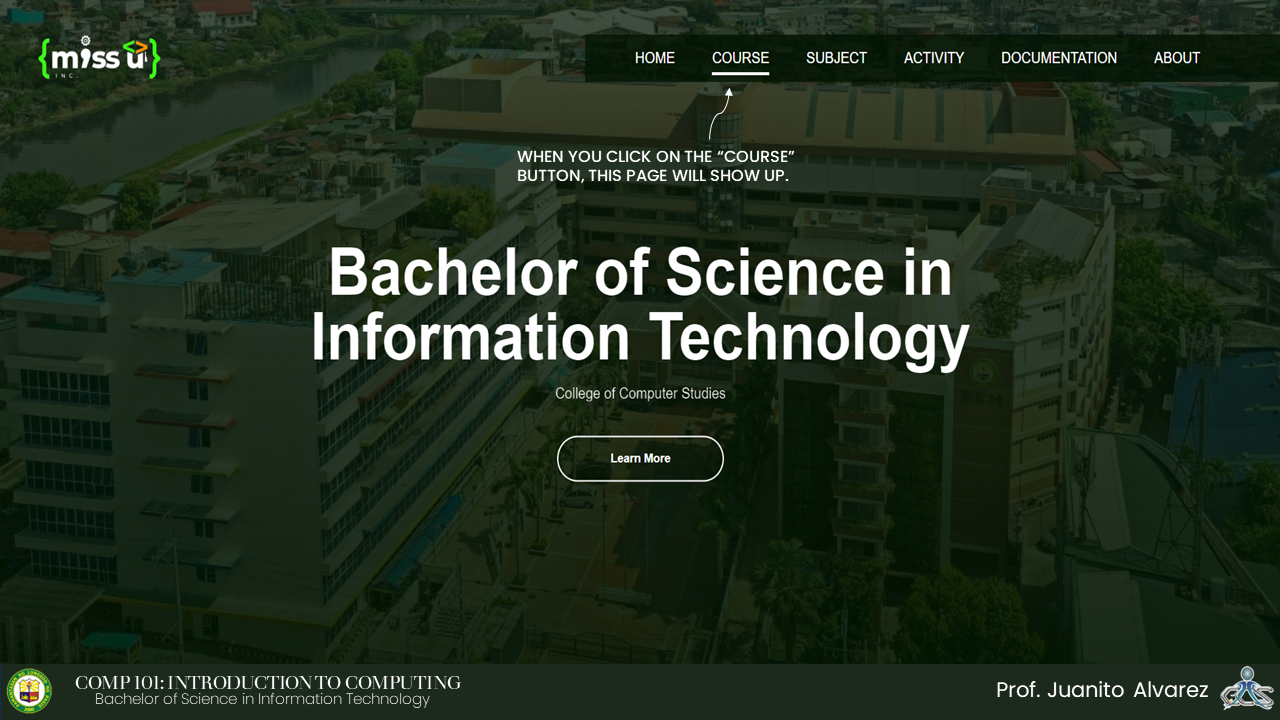 {miss u}
INC.
HOME COURSE SUBJECT ACTIVITY DOCUMENTATION ABOUT
WHEN YOU CLICK ON THE “COURSE”
BUTTON, THIS PAGE WILL SHOW UP.
Bachelor of Science in
Information Technology
College of Computer Studies
Learn More
COMP 101: INTRODUCTION TO COMPUTING
Bachelor of Science in Information Technology
Prof. Juanito Alvarez